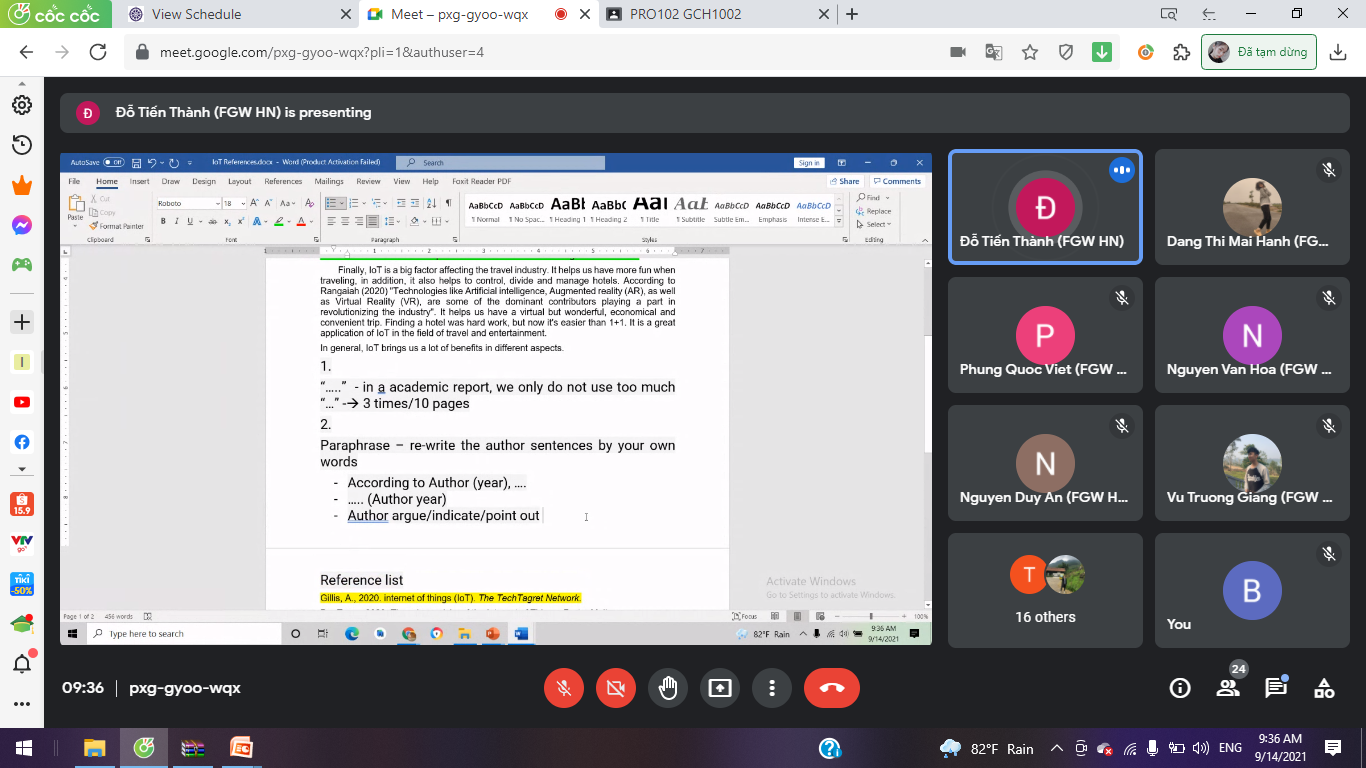 cốc cốc
View Schedule
Meet – pxg-gyoo-wqx
PRO102 GCH1002
meet.google.com/pxg-gyoo-wqx?pli=1&authuser=4
Đã tạm dừng
Đ
Đỗ Tiến Thành (FGW HN) is presenting
AutoSave Off
IoT References.docx - Word (Product Activation Failed)
Search
Sign in
File Home Insert Draw Design Layout References Mailings Review View Help Foxit Reader PDF
Share Comments
Paste
Cut
Copy
Format Painter
Roboto 18
AaBbCcD AaBbCcD AaBb AaBbC AaBb AaB AaBbCcD AaBbCcD AaBbCcD
¶ Normal ¶ No Spac... ¶ Heading 1 ¶ Heading 2 ¶ Title ¶ Subtitle Subtle Em... Emphasis Intense E...
Find
Replace
Select
Clipboard Font Paragraph Styles Editing
Finally, IoT is a big factor affecting the travel industry. It helps us have more fun when
traveling, in addition, it also helps to control, divide and manage hotels. According to
Rangaiah (2020) "Technologies like Artificial intelligence, Augmented reality (AR), as well
as Virtual Reality (VR), are some of the dominant contributors playing a part in
revolutionizing the industry". It helps us have a virtual but wonderful, economical and
convenient trip. Finding a hotel was hard work, but now it's easier than 1+1. It is a great
application of IoT in the field of travel and entertainment.
In general, IoT brings us a lot of benefits in different aspects.
1.
“…..” - in a academic report, we only do not use too much
“…” -→ 3 times/10 pages
2.
Paraphrase – re-write the author sentences by your own
words
- According to Author (year), ….
- ….. (Author year)
- Author argue/indicate/point out
Reference list
Gillis, A., 2020. internet of things (IoT). The TechTagret Network.
Activate Windows
Go to Settings to activate Windows.
Page 1 of 2 456 words
Focus
100%
Type here to search
82°F Rain
9:36 AM
9/14/2021
Đ
Đỗ Tiến Thành (FGW HN)
Dang Thi Mai Hanh (FG...
P
Phung Quoc Viet (FGW ...
N
Nguyen Van Hoa (FGW ...
N
Nguyen Duy An (FGW H...
Vu Truong Giang (FGW ...
T
16 others
B
You
I
15.9
VTV
go
TIKI
-50%
09:36 | pxg-gyoo-wqx
24
82°F Rain
ENG
9:36 AM
9/14/2021